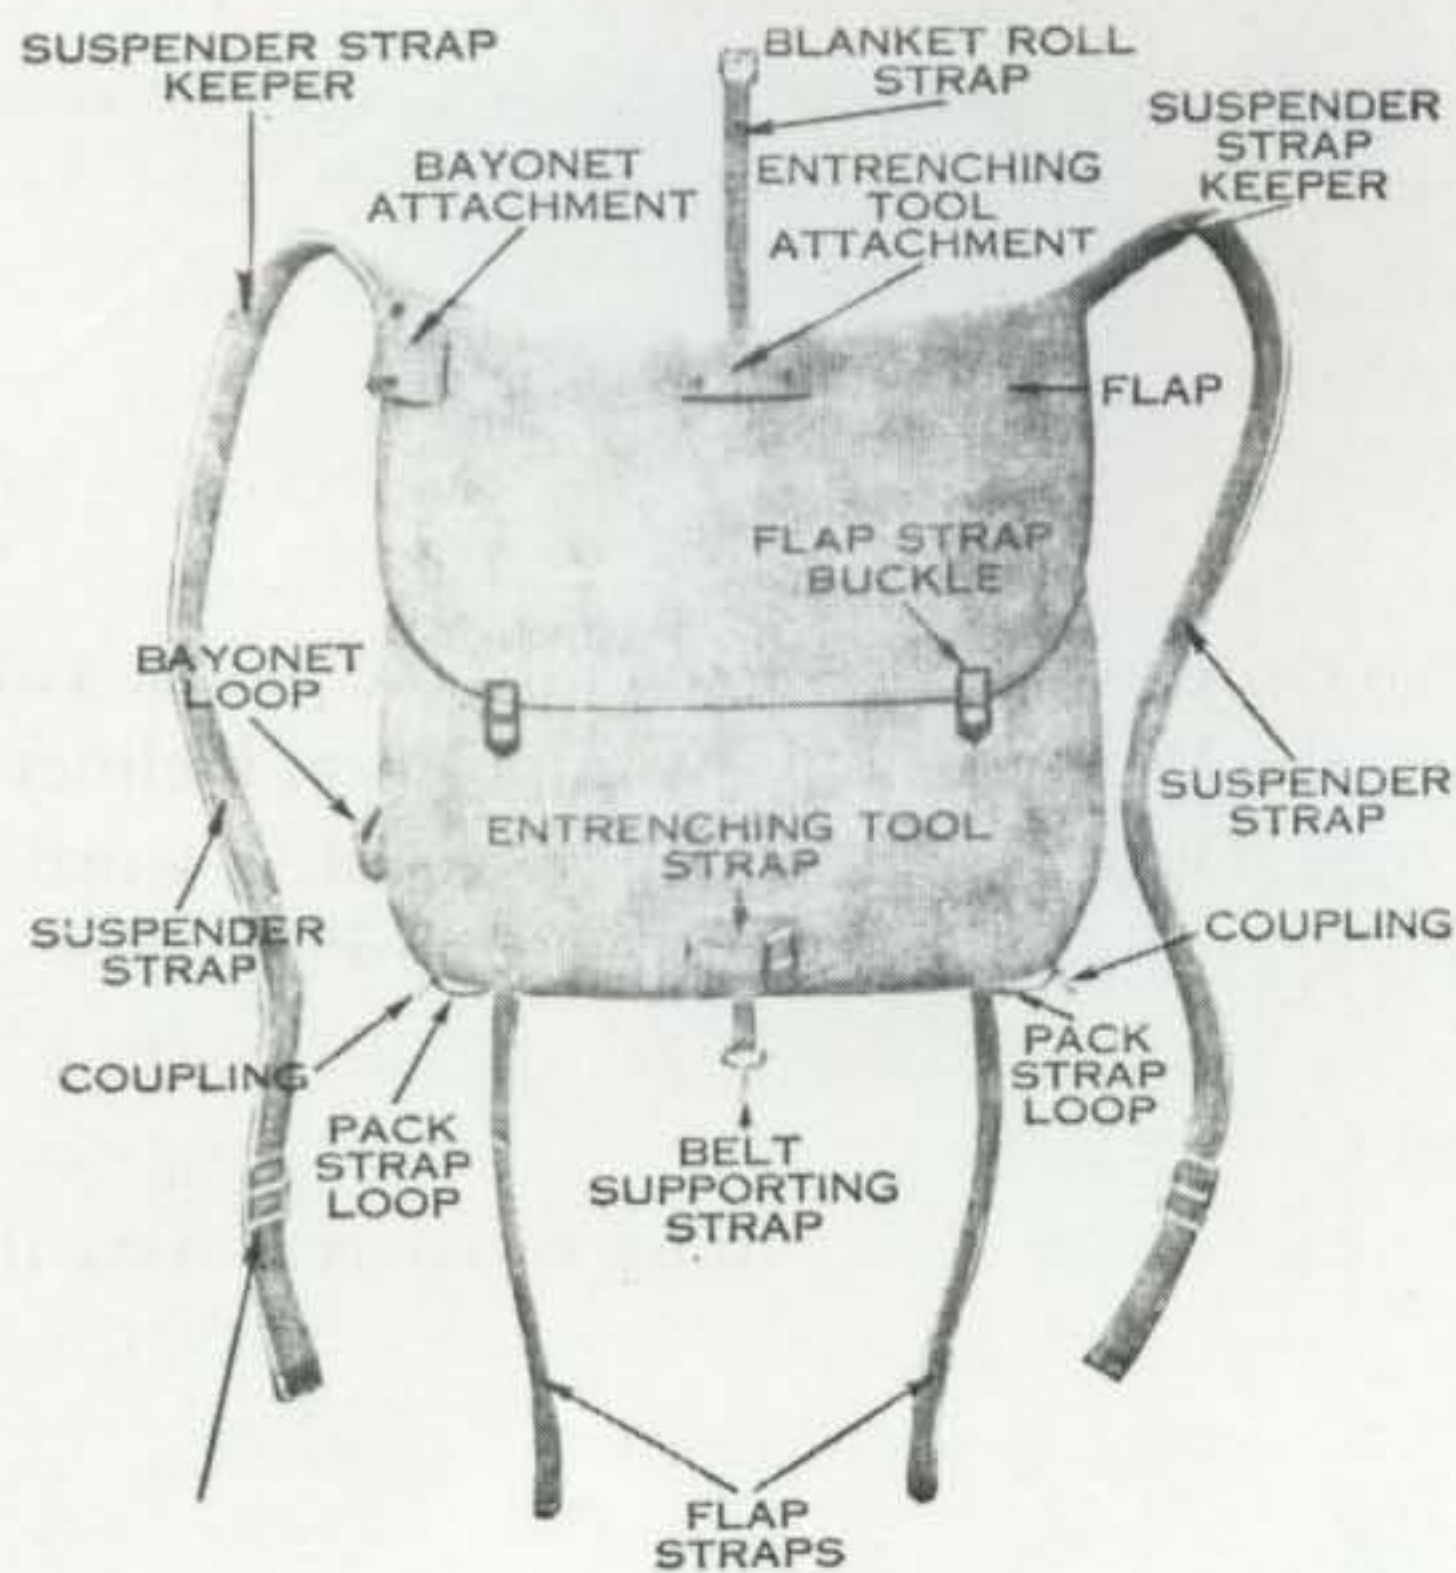 SUSPENDER STRAP
KEEPER
BLANKET ROLL
STRAP
SUSPENDER
STRAP
KEEPER
BAYONET
ATTACHMENT
ENTRENCHING
TOOL
ATTACHMENT
FLAP
FLAP STRAP
BUCKLE
BAYONET
LOOP
SUSPENDER
STRAP
ENTRENCHING TOOL
STRAP
SUSPENDER
STRAP
COUPLING
COUPLING
PACK
STRAP
LOOP
PACK
STRAP
LOOP
BELT
SUPPORTING
STRAP
FLAP
STRAPS